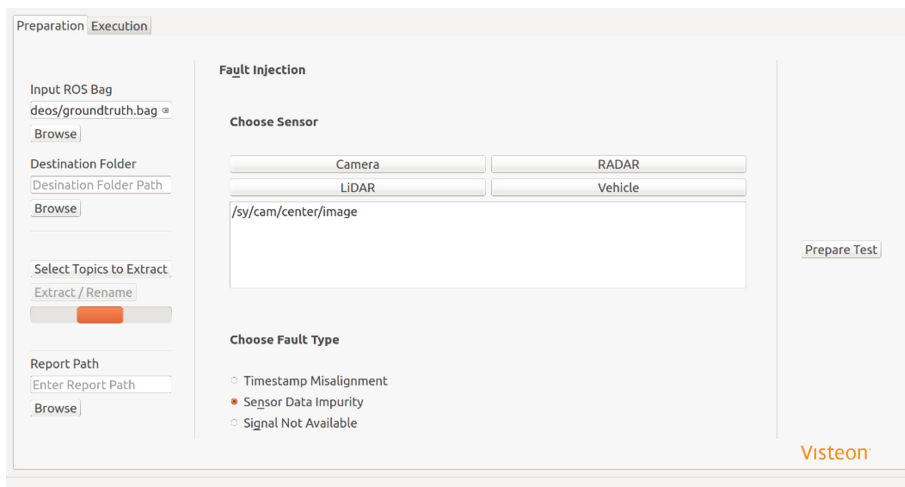 Preparation Execution
Input ROS Bag
deos/groundtruth.bag
Browse
Destination Folder
Desination Folder Path
Browse
Select Topics to Extract
Extract / Rename
Report Path
Enter Report Path
Browse
Fault Injection
Choose Sensor
Camera RADAR
LiDAR Vehicle
/sy/cam/center/image
Choose Fault Type
Timestamp Misalignment
Sensor Data Impurity
Signal Not Available
Prepare Test
Visteon